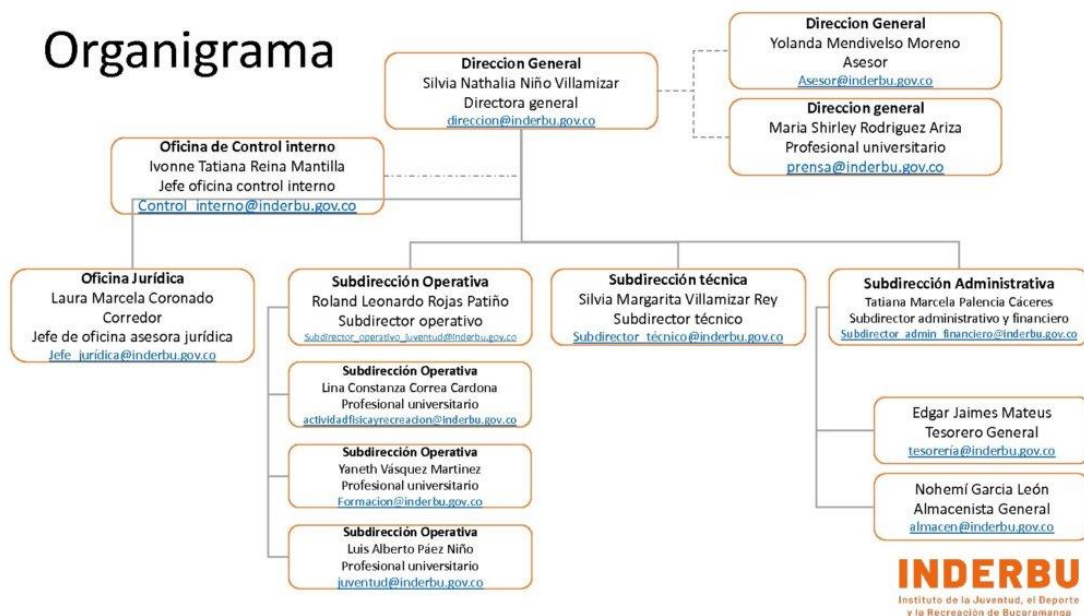 Organigrama
Direccion General
Silvia Nathalia Niño Villamizar
Directora general
direccion@inderbu.gov.co
Direccion General
Yolanda Mendivelso Moreno
Asesor
Asesor@inderbu.gov.co
Direccion general
Maria Shirley Rodriguez Ariza
Profesional universitario
prensa@inderbu.gov.co
Oficina de Control interno
Ivonne Tatiana Reina Mantilla
Jefe oficina control interno
Control_interno@inderbu.gov.co
Oficina Jurídica
Laura Marcela Coronado
Corredor
Jefe de oficina asesora jurídica
Jefe_jurídica@inderbu.gov.co
Subdirección Operativa
Roland Leonardo Rojas Patiño
Subdirector operativo
Subdirector_operativo_juventud@inderbu.gov.co
Subdirección Operativa
Lina Constanza Correa Cardona
Profesional universitario
actividadfisicayrecreacion@inderbu.gov.co
Subdirección Operativa
Yaneth Vásquez Martinez
Profesional universitario
Formacion@inderbu.gov.co
Subdirección Operativa
Luis Alberto Páez Niño
Profesional universitario
juventud@inderbu.gov.co
Subdirección técnica
Silvia Margarita Villamizar Rey
Subdirector técnico
Subdirector_técnico@inderbu.gov.co
Subdirección Administrativa
Tatiana Marcela Palencia Cáceres
Subdirector administrativo y financiero
Subdirector_admin_financiero@inderbu.gov.co
Edgar Jaimes Mateus
Tesorero General
tesorería@inderbu.gov.co
Nohemí Garcia León
Almacenista General
almacen@inderbu.gov.co
INDERBU
Instituto de la Juventud, el Deporte
y la Recreación de Bucaramanga